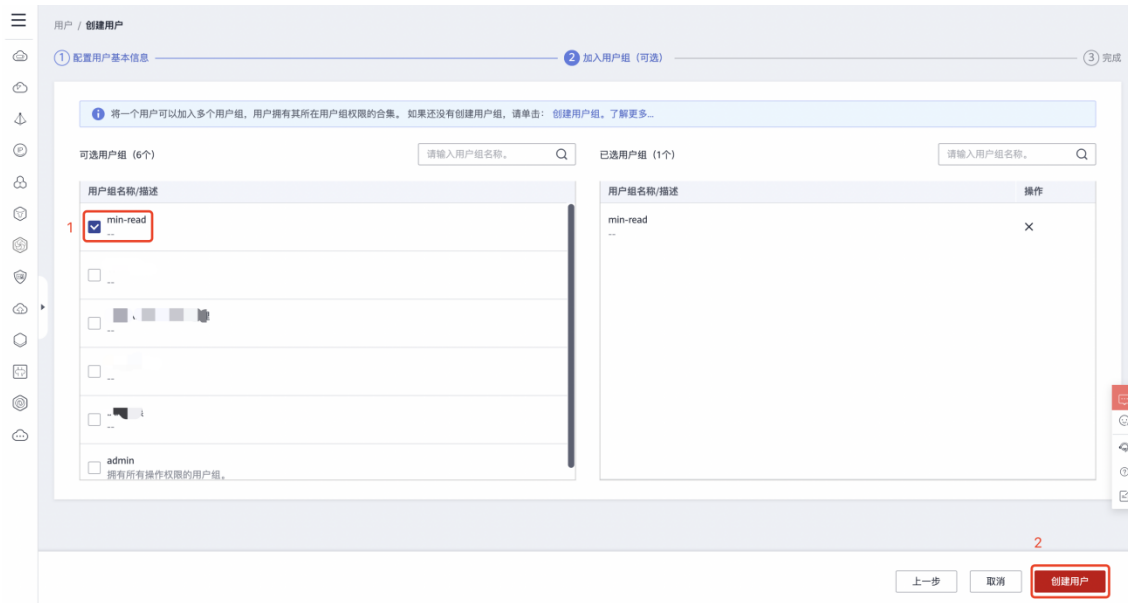 用户 / 创建用户
1 配置用户基本信息
2 加入用户组（可选）
3 完成
将一个用户可以加入多个用户组，用户拥有其所在用户组权限的合集。 如果还没有创建用户组，请单击： 创建用户组。了解更多...
可选用户组（6个）
请输入用户组名称。
已选用户组（1个）
请输入用户组名称。
用户组名称/描述
用户组名称/描述
操作
1
min-read
--
min-read
--
--
--
--
--
admin
拥有所有操作权限的用户组。
2
上一步
取消
创建用户